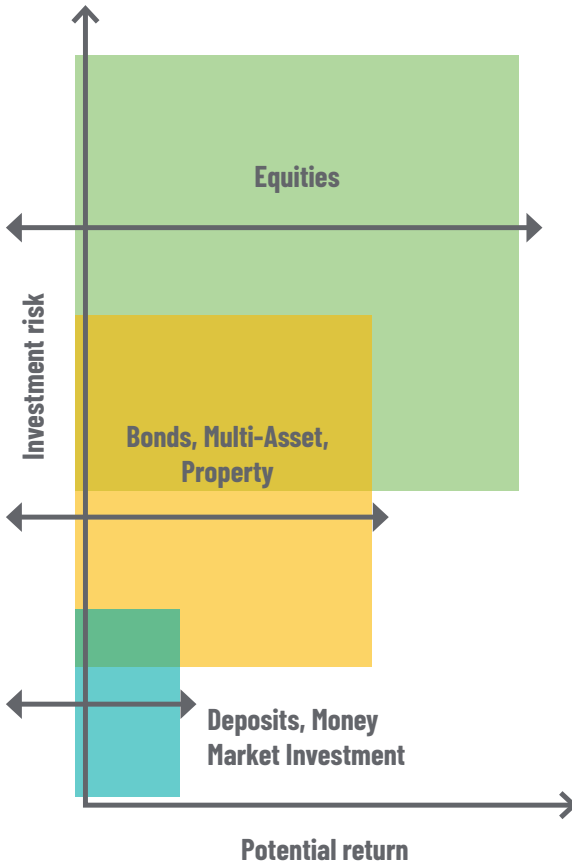 Equities
Investment risk
Bonds, Multi-Asset,
Property
Deposits, Money
Market Investment
Potential return